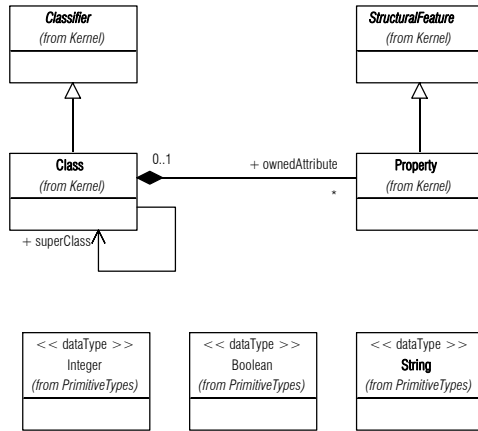 Classifier
(from Kernel)
StructuralFeature
(from Kernel)
Class
(from Kernel)
0..1
+ ownedAttribute
*
Property
(from Kernel)
+ superClass
<< dataType >>
Integer
(from PrimitiveTypes)
<< dataType >>
Boolean
(from PrimitiveTypes)
<< dataType >>
String
(from PrimitiveTypes)